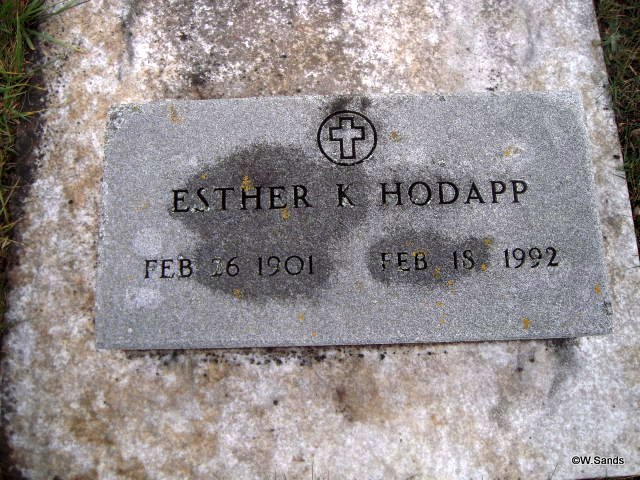 ESTHER K HODAPP
FEB 26 1901 FEB 18 1992
©W.Sands